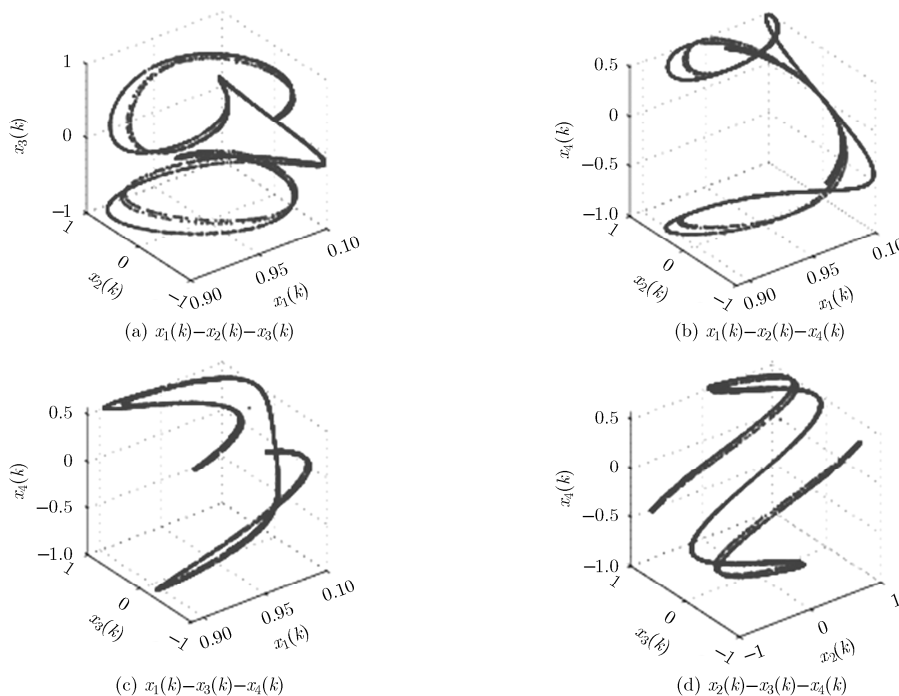 1
0
−1
x₃(k)
1
0
−1
x₂(k)
0.90
0.95
0.10
x₁(k)
(a) x₁(k)−x₂(k)−x₃(k)
0.5
0
−0.5
−1.0
x₄(k)
1
0
−1
x₂(k)
0.90
0.95
0.10
x₁(k)
(b) x₁(k)−x₂(k)−x₄(k)
0.5
0
−0.5
−1.0
x₄(k)
1
0
−1
x₃(k)
0.90
0.95
0.10
x₁(k)
(c) x₁(k)−x₃(k)−x₄(k)
0.5
0
−0.5
−1.0
x₄(k)
1
0
−1
x₃(k)
−1
0
1
x₂(k)
(d) x₂(k)−x₃(k)−x₄(k)